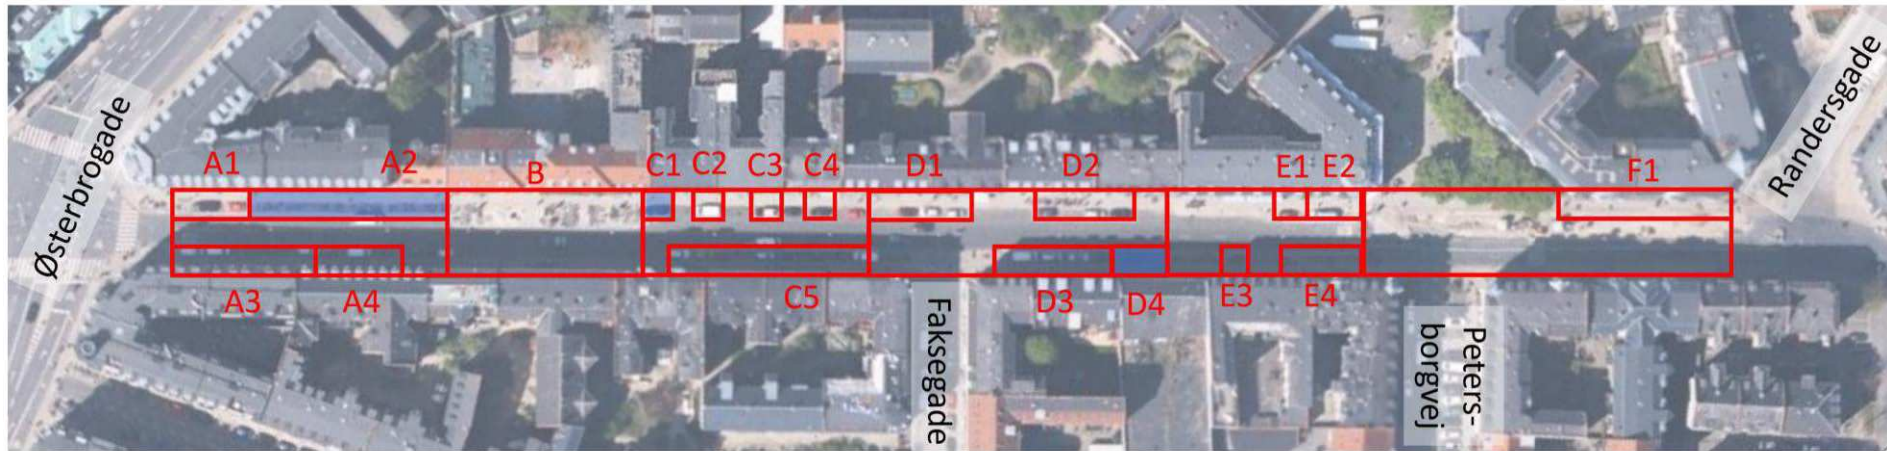 Østerbrogade
A1
A2
B
C1
C2
C3
C4
D1
D2
E1
E2
F1
Randersgade
A3
A4
C5
Faksegade
D3
D4
E3
E4
Peters-
borgvej